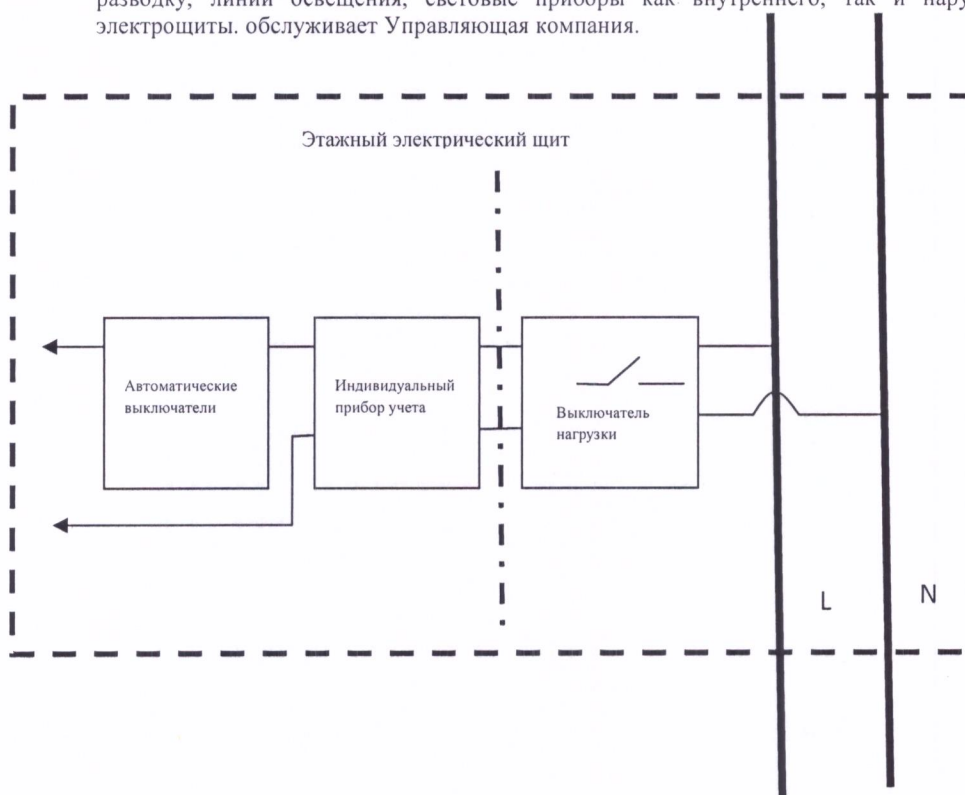 разводку, линии освещения, световые приборы как внутреннего, так и нару
электрощиты. обслуживает Управляющая компания.
Этажный электрический щит
Автоматические
выключатели
Индивидуальный
прибор учета
Выключатель
нагрузки
L
N